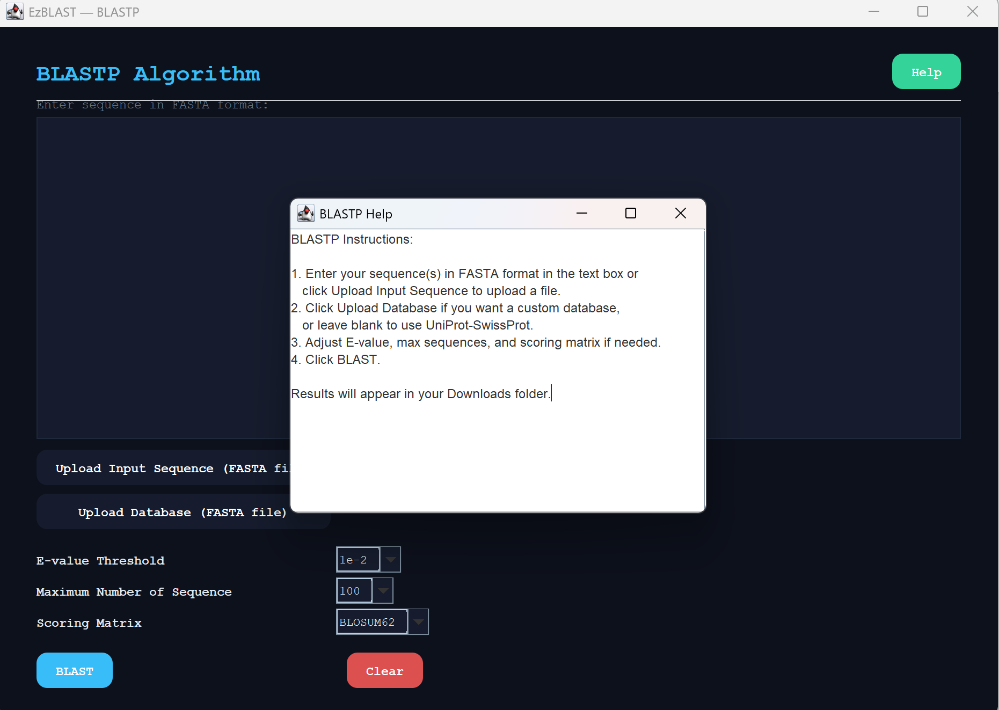 EzBLAST — BLASTP
BLASTP Algorithm
Help
Enter sequence in FASTA format:
BLASTP Help
BLASTP Instructions:
1. Enter your sequence(s) in FASTA format in the text box or
click Upload Input Sequence to upload a file.
2. Click Upload Database if you want a custom database,
or leave blank to use UniProt-SwissProt.
3. Adjust E-value, max sequences, and scoring matrix if needed.
4. Click BLAST.
Results will appear in your Downloads folder.
Upload Input Sequence (FASTA fi
Upload Database (FASTA file)
E-value Threshold
1e-2
Maximum Number of Sequence
100
Scoring Matrix
BLOSUM62
BLAST
Clear